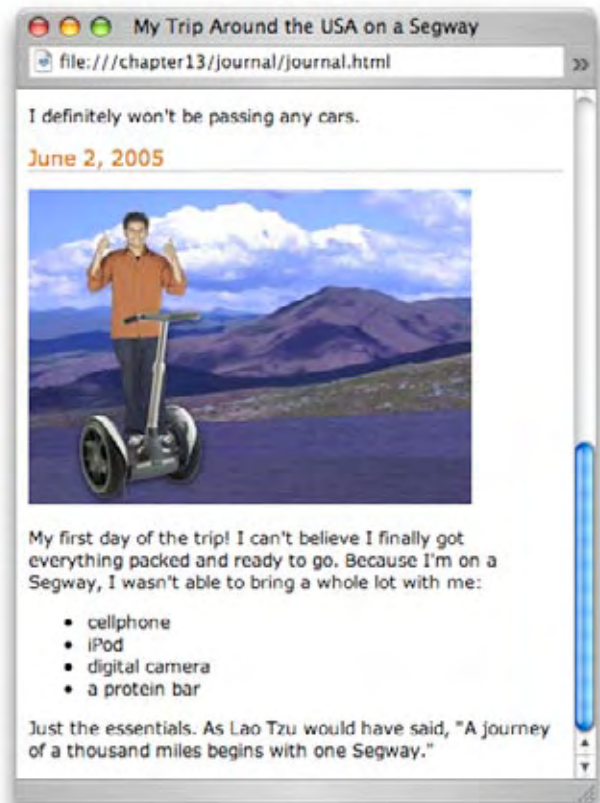 My Trip Around the USA on a Segway
file:///chapter13/journal/journal.html
I definitely won't be passing any cars.
June 2, 2005
My first day of the trip! I can't believe I finally got
everything packed and ready to go. Because I'm on a
Segway, I wasn't able to bring a whole lot with me:
• cellphone
• iPod
• digital camera
• a protein bar
Just the essentials. As Lao Tzu would have said, "A journey
of a thousand miles begins with one Segway."